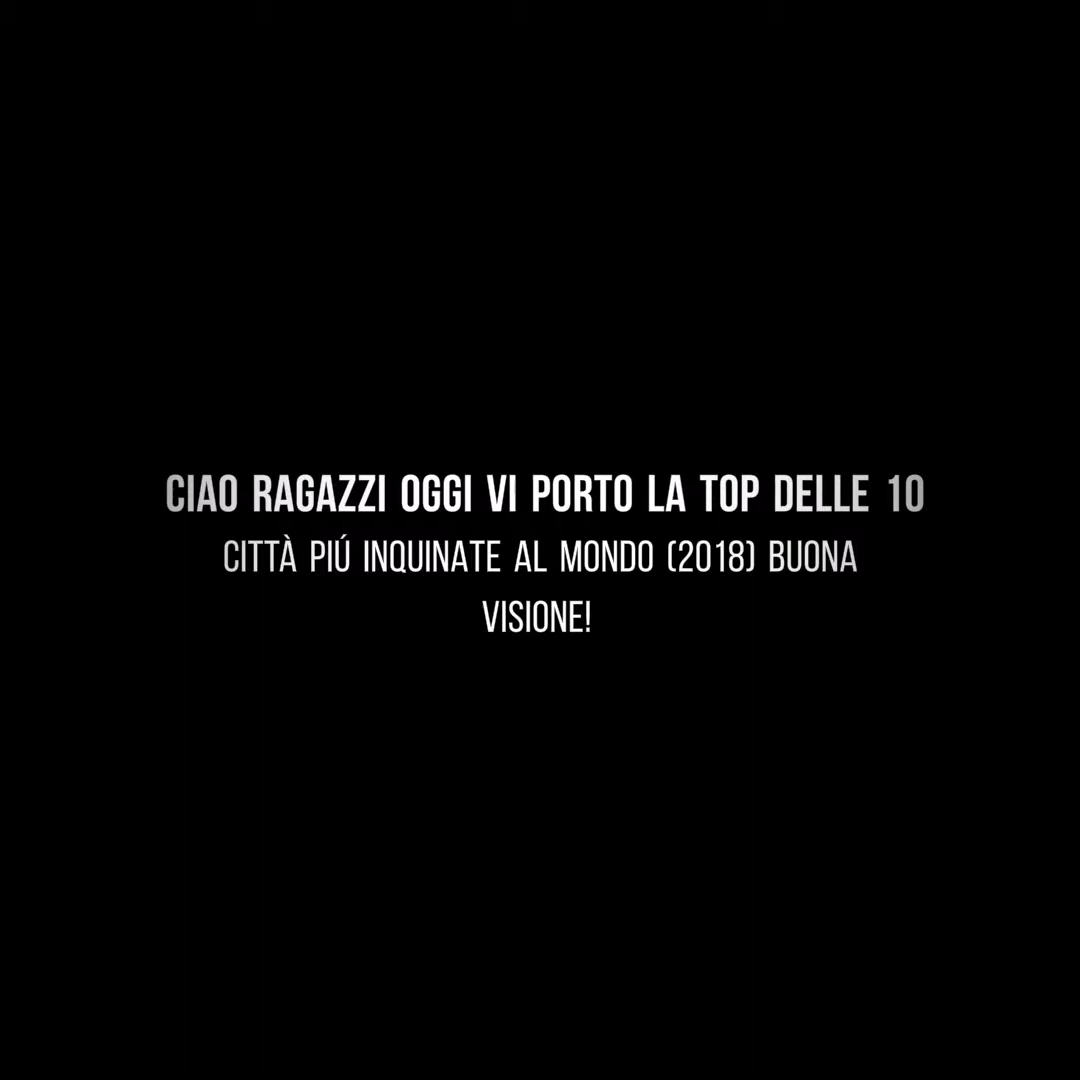 CIAO RAGAZZI OGGI VI PORTO LA TOP DELLE 10
CITTÀ PIÚ INQUINATE AL MONDO (2018) BUONA
VISIONE!